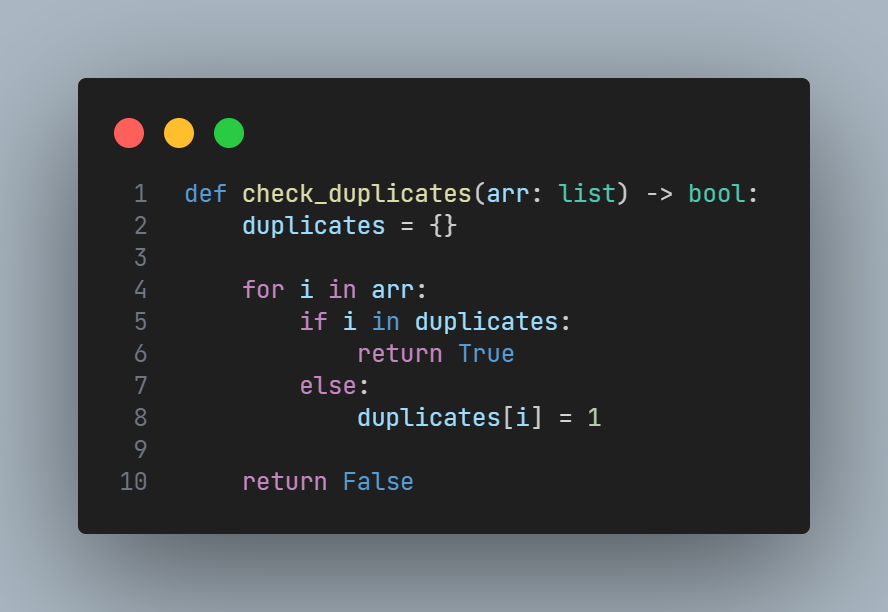 1 def check_duplicates(arr: list) -> bool:
2     duplicates = {}
3
4     for i in arr:
5         if i in duplicates:
6             return True
7         else:
8             duplicates[i] = 1
9
10     return False